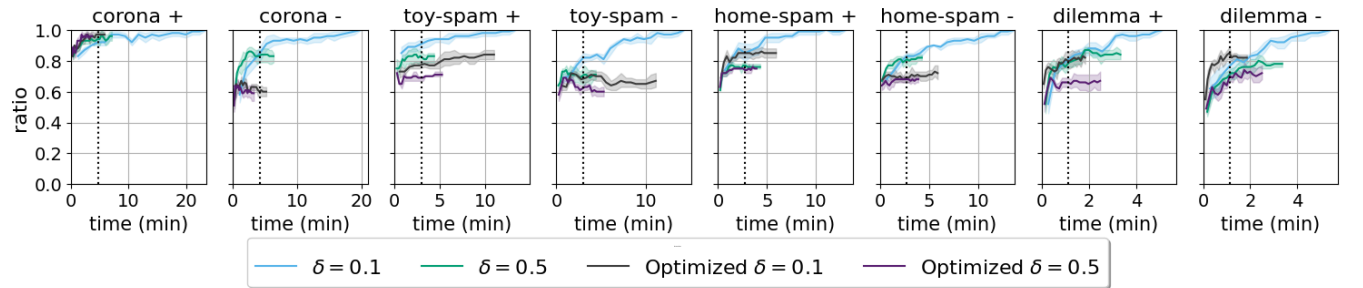 corona + corona - toy-spam + toy-spam - home-spam + home-spam - dilemma + dilemma -
1.0
0.8
0.6
0.4
0.2
0.0
ratio
0 10 20 0 10 20 0 5 10 0 10 0 5 10 0 5 10 0 2 4 0 2 4
time (min) time (min) time (min) time (min) time (min) time (min) time (min) time (min)
δ = 0.1 δ = 0.5 Optimized δ = 0.1 Optimized δ = 0.5